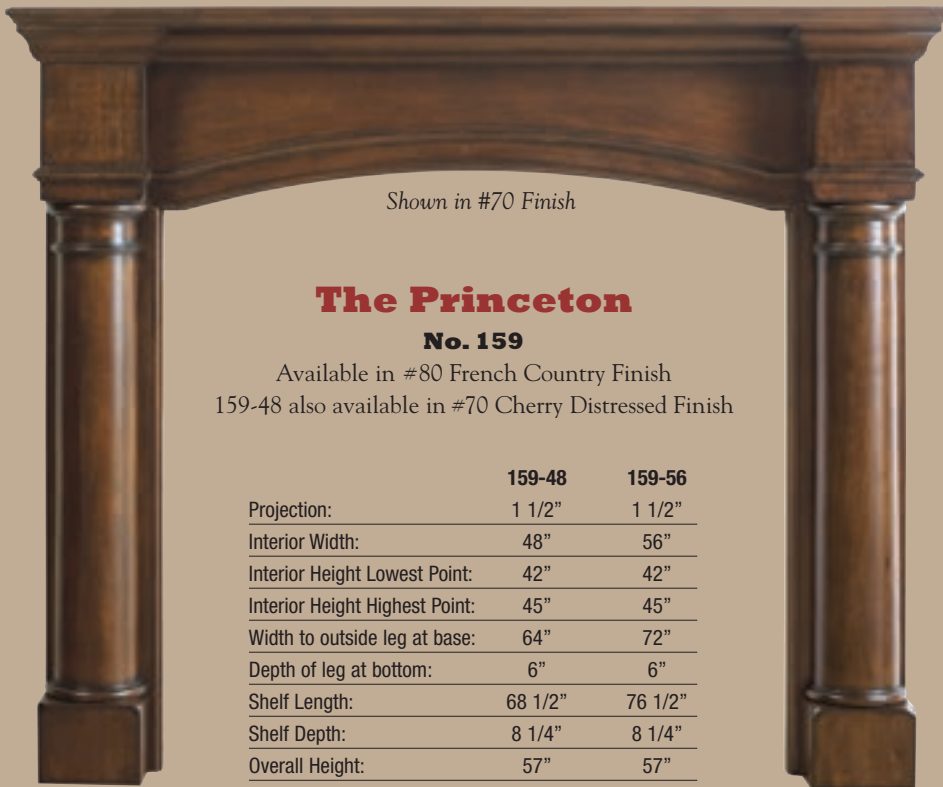 Shown in #70 Finish
The Princeton
No. 159
Available in #80 French Country Finish
159-48 also available in #70 Cherry Distressed Finish
159-48 159-56
Projection: 1 1/2” 1 1/2”
Interior Width: 48” 56”
Interior Height Lowest Point: 42” 42”
Interior Height Highest Point: 45” 45”
Width to outside leg at base: 64” 72”
Depth of leg at bottom: 6” 6”
Shelf Length: 68 1/2” 76 1/2”
Shelf Depth: 8 1/4” 8 1/4”
Overall Height: 57” 57”